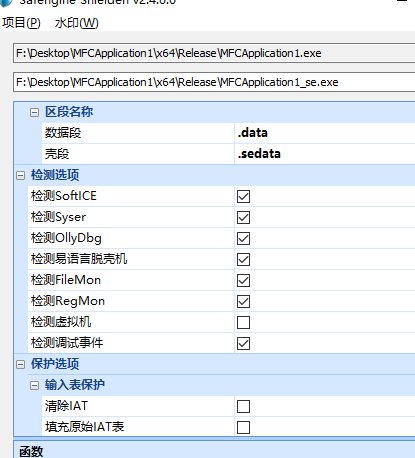 Safengine Shielden v2.4.0.0
项目(P) 水印(W)
F:\Desktop\MFCApplication1\x64\Release\MFCApplication1.exe
F:\Desktop\MFCApplication1\x64\Release\MFCApplication1_se.exe
区段名称
数据段 .data
壳段 .sedata
检测选项
检测SoftICE
检测Syser
检测OllyDbg
检测易语言脱壳机
检测FileMon
检测RegMon
检测虚拟机
检测调试事件
保护选项
输入表保护
清除IAT
填充原始IAT表
函数